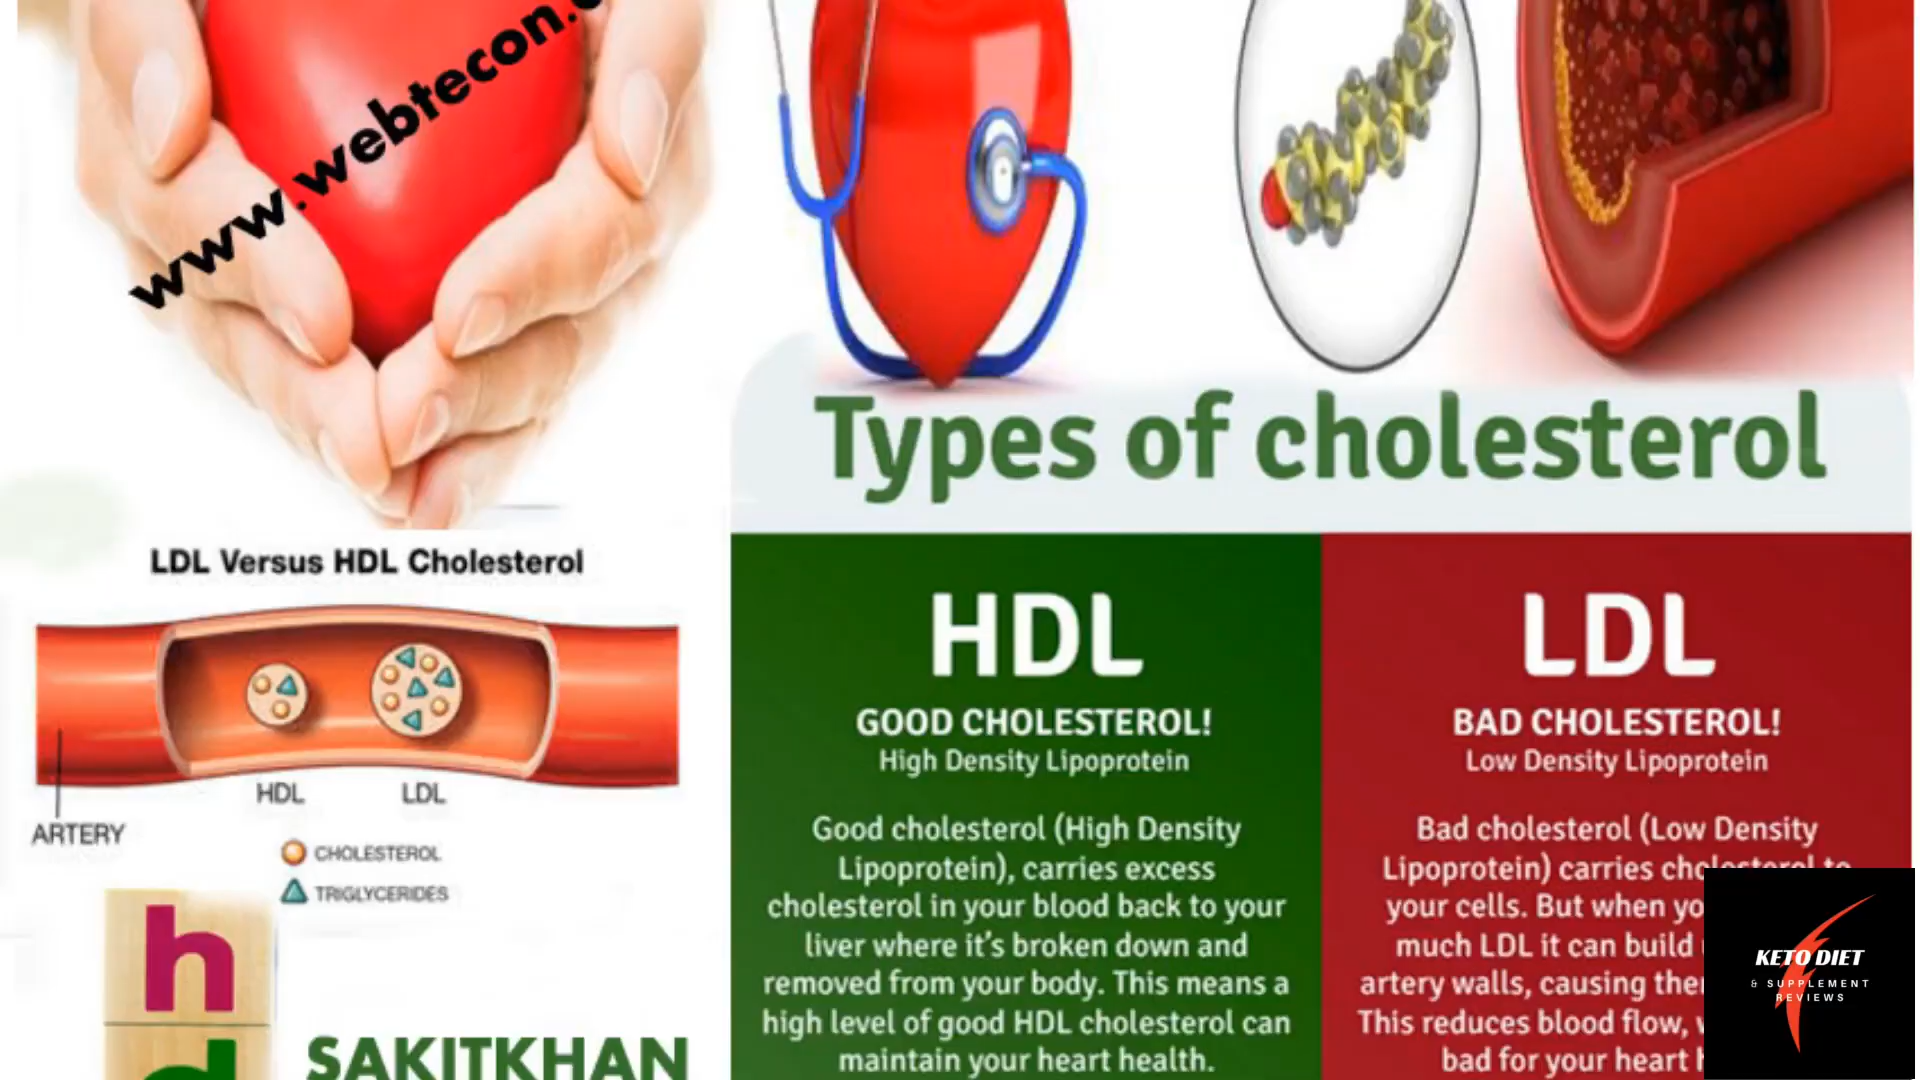 www.webtecon.
Types of cholesterol
LDL Versus HDL Cholesterol
HDL
LDL
ARTERY
CHOLESTEROL
TRIGLYCERIDES
h
d
SAKITKHAN
HDL
GOOD CHOLESTEROL!
High Density Lipoprotein
Good cholesterol (High Density
Lipoprotein), carries excess
cholesterol in your blood back to your
liver where it's broken down and
removed from your body. This means a
high level of good HDL cholesterol can
maintain your heart health.
LDL
BAD CHOLESTEROL!
Low Density Lipoprotein
Bad cholesterol (Low Density
Lipoprotein) carries cholesterol to
your cells. But when
much LDL it can build
artery walls, causing
This reduces blood flow,
bad for your heart
KETO DIET
& SUPPLEMENT
REVIEWS